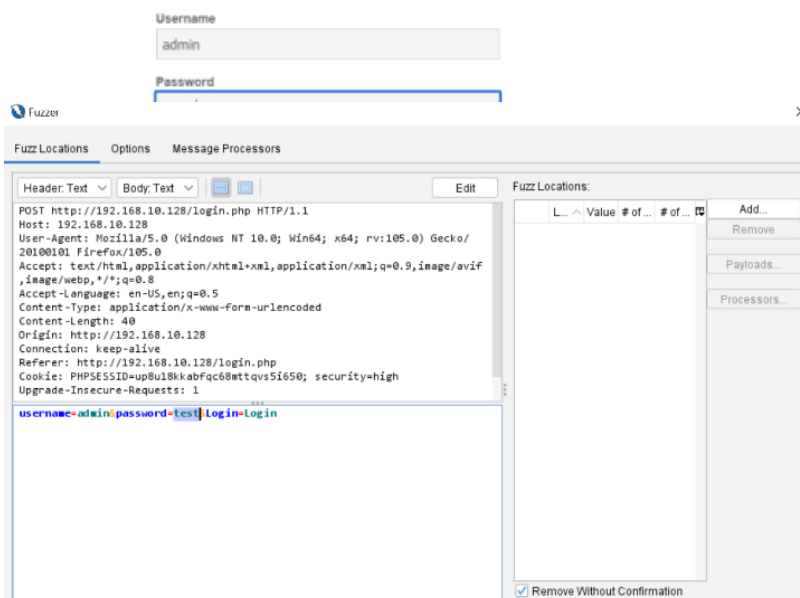 Username
admin
Password
Fuzzer
Fuzz Locations Options Message Processors
Header: Text Body: Text Edit
Fuzz Locations:
POST http://192.168.10.128/login.php HTTP/1.1
Host: 192.168.10.128
User-Agent: Mozilla/5.0 (Windows NT 10.0; Win64; x64; rv:105.0) Gecko/
20100101 Firefox/105.0
Accept: text/html,application/xhtml+xml,application/xml;q=0.9,image/avif
,image/webp,*/*;q=0.8
Accept-Language: en-US,en;q=0.5
Content-Type: application/x-www-form-urlencoded
Content-Length: 40
Origin: http://192.168.10.128
Connection: keep-alive
Referer: http://192.168.10.128/login.php
Cookie: PHPSESSID=up8u18kkabfqc68mttqvs5i650; security=high
Upgrade-Insecure-Requests: 1
username=admin&password=test&Login=Login
L... Value # of ... # of ...
Add...
Remove
Payloads...
Processors...
Remove Without Confirmation